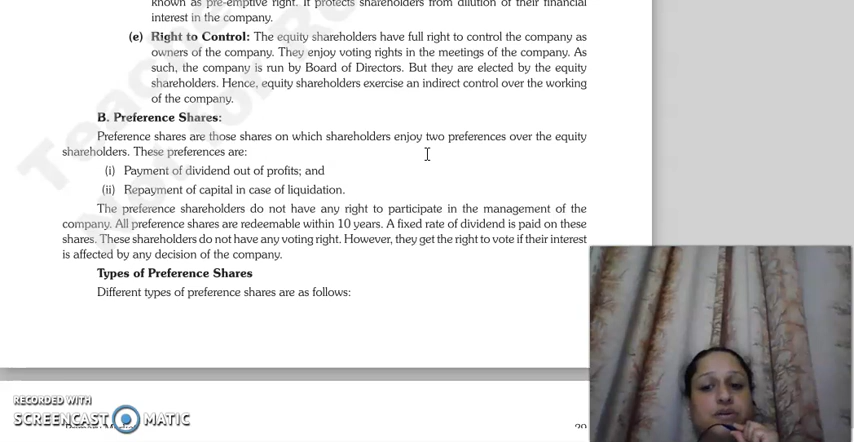 known as pre-emptive right. It protects shareholders from dilution of their financial
interest in the company.
(e) Right to Control: The equity shareholders have full right to control the company as
owners of the company. They enjoy voting rights in the meetings of the company. As
such, the company is run by Board of Directors. But they are elected by the equity
shareholders. Hence, equity shareholders exercise an indirect control over the working
of the company.
B. Preference Shares:
Preference shares are those shares on which shareholders enjoy two preferences over the equity
shareholders. These preferences are:
(i) Payment of dividend out of profits; and
(ii) Repayment of capital in case of liquidation.
The preference shareholders do not have any right to participate in the management of the
company. All preference shares are redeemable within 10 years. A fixed rate of dividend is paid on these
shares. These shareholders do not have any voting right. However, they get the right to vote if their interest
is affected by any decision of the company.
Types of Preference Shares
Different types of preference shares are as follows:
RECORDED WITH
SCREENCAST MATIC